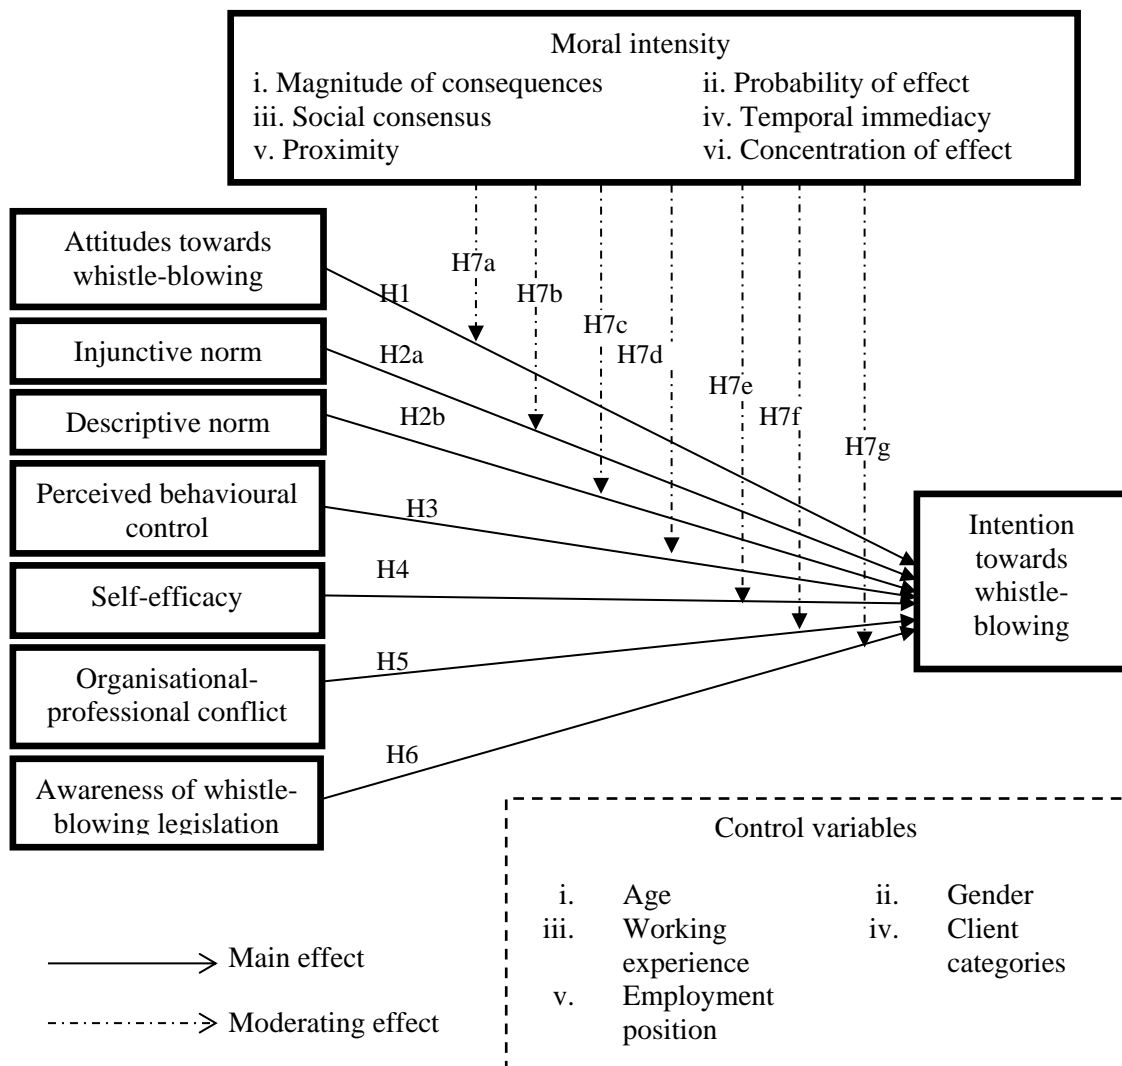 Moral intensity
i. Magnitude of consequences
ii. Probability of effect
iii. Social consensus
iv. Temporal immediacy
v. Proximity
vi. Concentration of effect
Attitudes towards
whistle-blowing
Injunctive norm
Descriptive norm
Perceived behavioural
control
Self-efficacy
Organisational-
professional conflict
Awareness of whistle-
blowing legislation
H1
H2a
H2b
H3
H4
H5
H6
H7a
H7b
H7c
H7d
H7e
H7f
H7g
Intention
towards
whistle-
blowing
Control variables
i. Age
ii. Gender
iii. Working
experience
iv. Client
categories
v. Employment
position
Main effect
Moderating effect